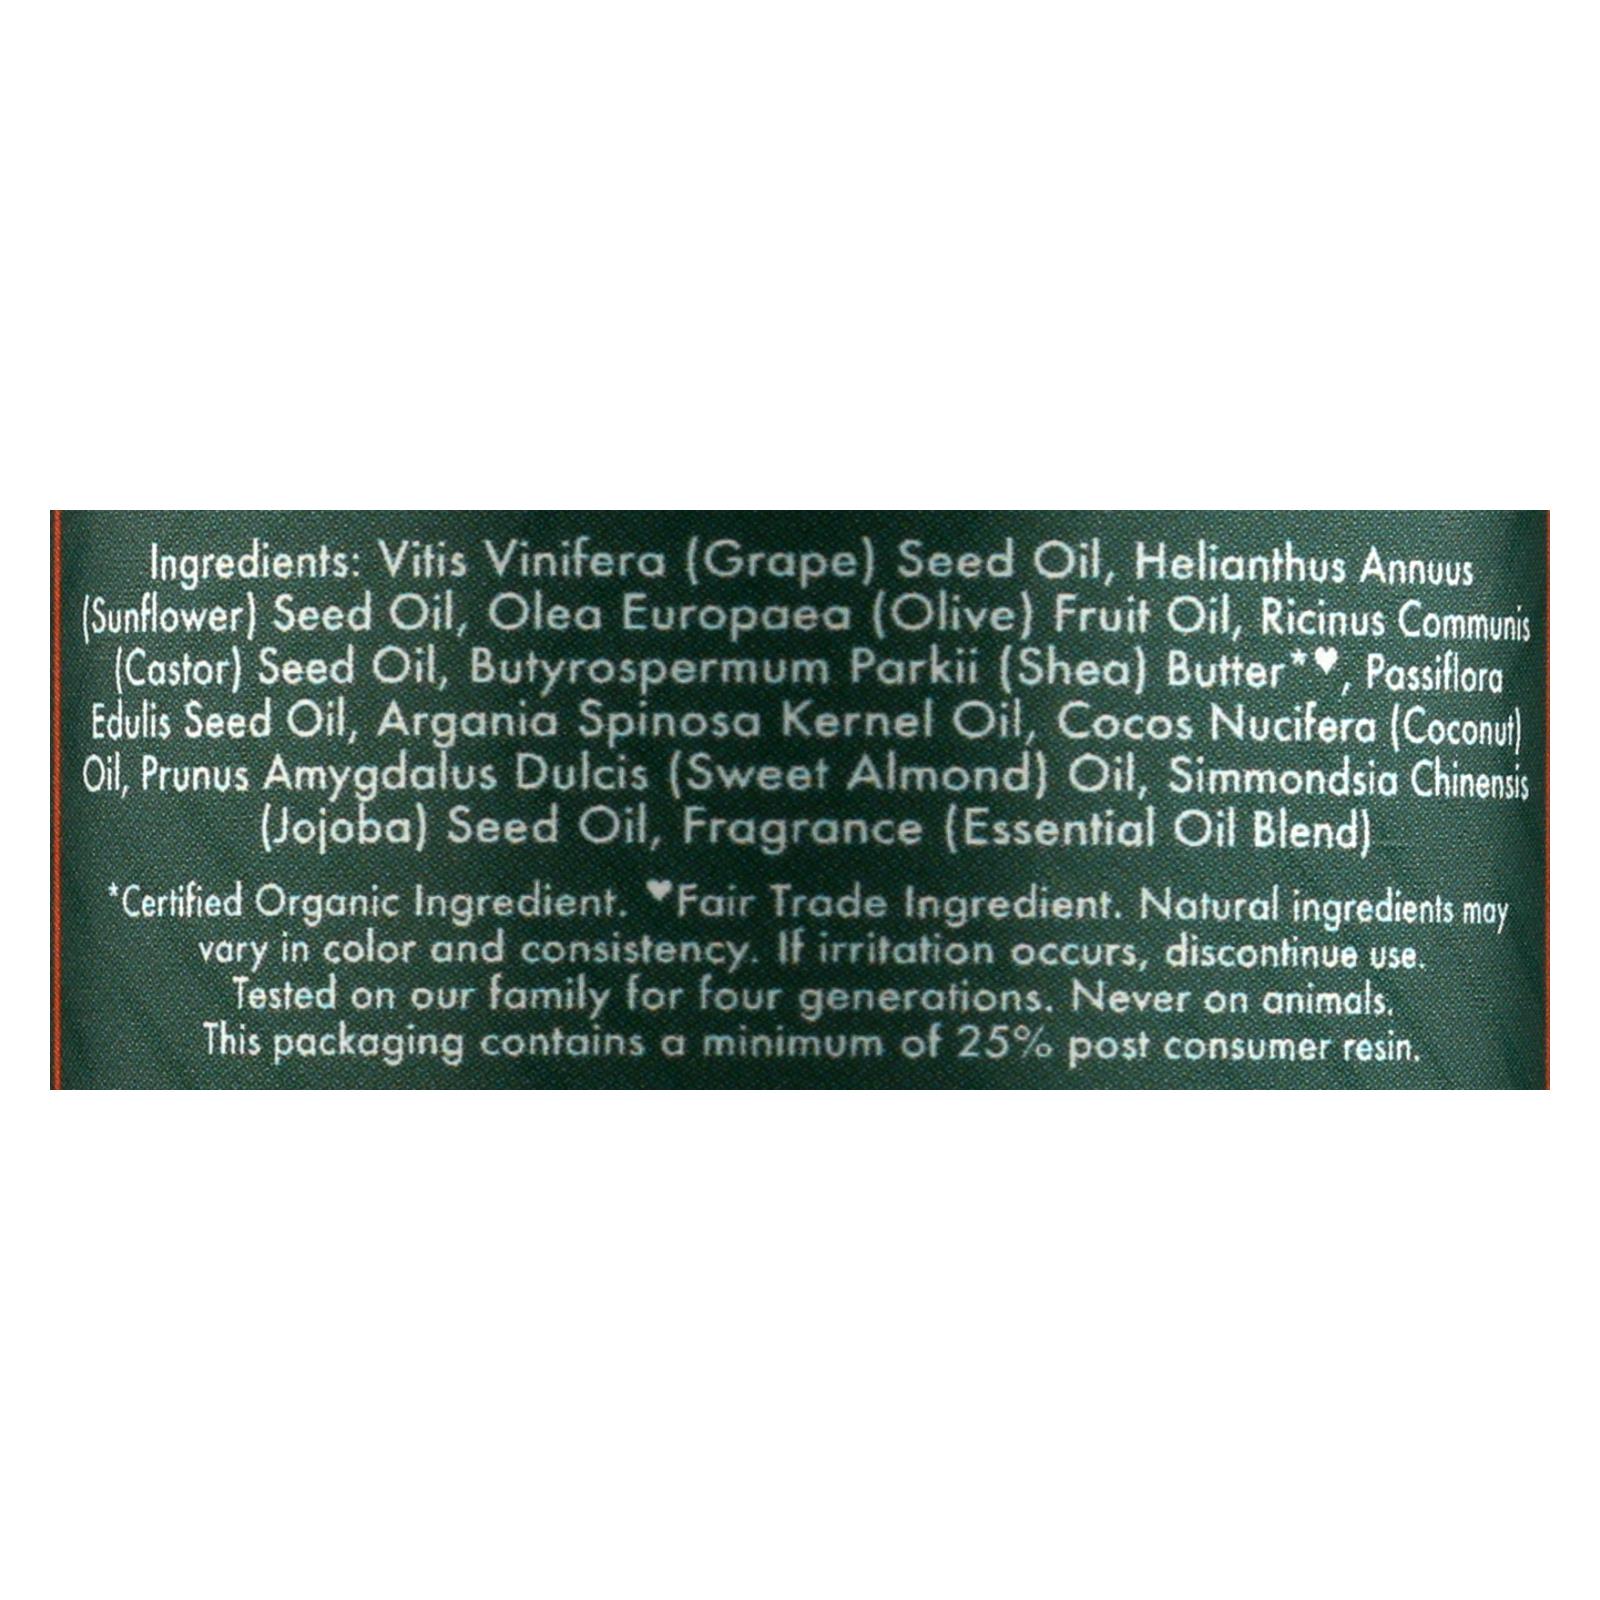 Ingredients: Vitis Vinifera (Grape) Seed Oil, Helianthus Annuus
(Sunflower) Seed Oil, Olea Europaea (Olive) Fruit Oil, Ricinus Communis
(Castor) Seed Oil, Butyrospermum Parkii (Shea) Butter*♥, Passiflora
Edulis Seed Oil, Argania Spinosa Kernel Oil, Cocos Nucifera (Coconut)
Oil, Prunus Amygdalus Dulcis (Sweet Almond) Oil, Simmondsia Chinensis
(Jojoba) Seed Oil, Fragrance (Essential Oil Blend)
*Certified Organic Ingredient. ♥Fair Trade Ingredient. Natural ingredients may
vary in color and consistency. If irritation occurs, discontinue use.
Tested on our family for four generations. Never on animals.
This packaging contains a minimum of 25% post consumer resin.